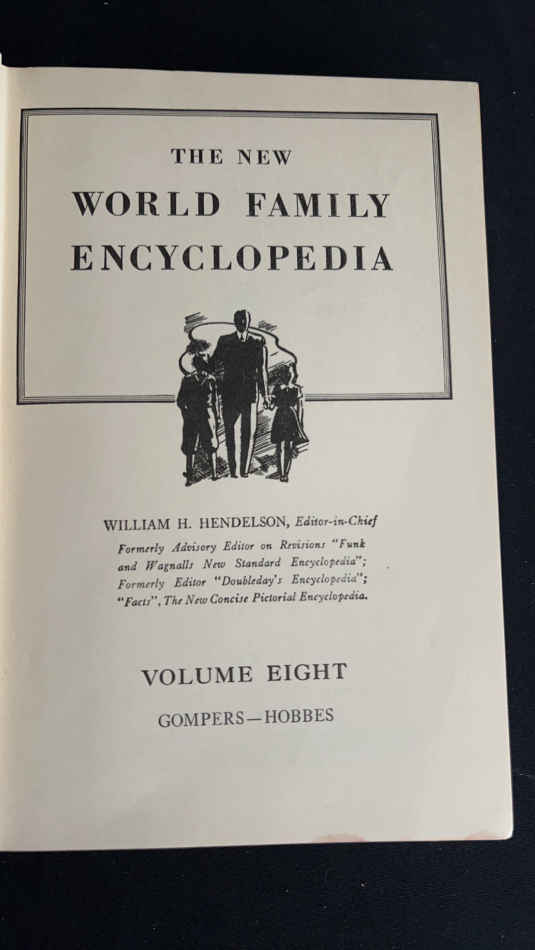 THE NEW
WORLD FAMILY
ENCYCLOPEDIA
WILLIAM H. HENDELSON, Editor-in-Chief
Formerly Advisory Editor on Revisions "Funk
and Wagnalls New Standard Encyclopedia";
Formerly Editor "Doubleday's Encyclopedia";
"Facts", The New Concise Pictorial Encyclopedia.
VOLUME EIGHT
GOMPERS—HOBBES